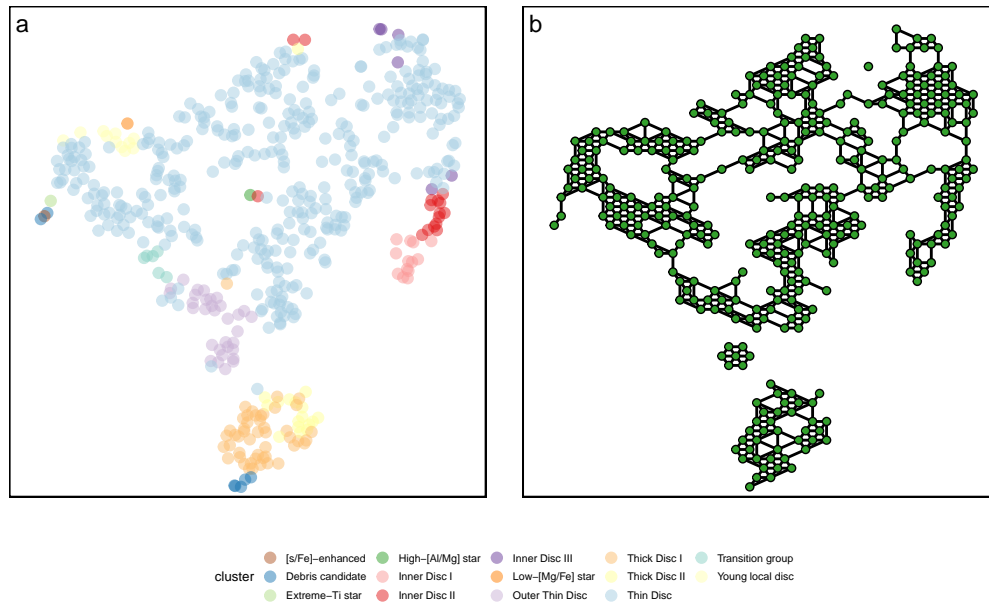 a
b
cluster
[s/Fe]−enhanced
Debris candidate
Extreme−Ti star
High−[Al/Mg] star
Inner Disc I
Inner Disc II
Inner Disc III
Low−[Mg/Fe] star
Outer Thin Disc
Thick Disc I
Thick Disc II
Thin Disc
Transition group
Young local disc